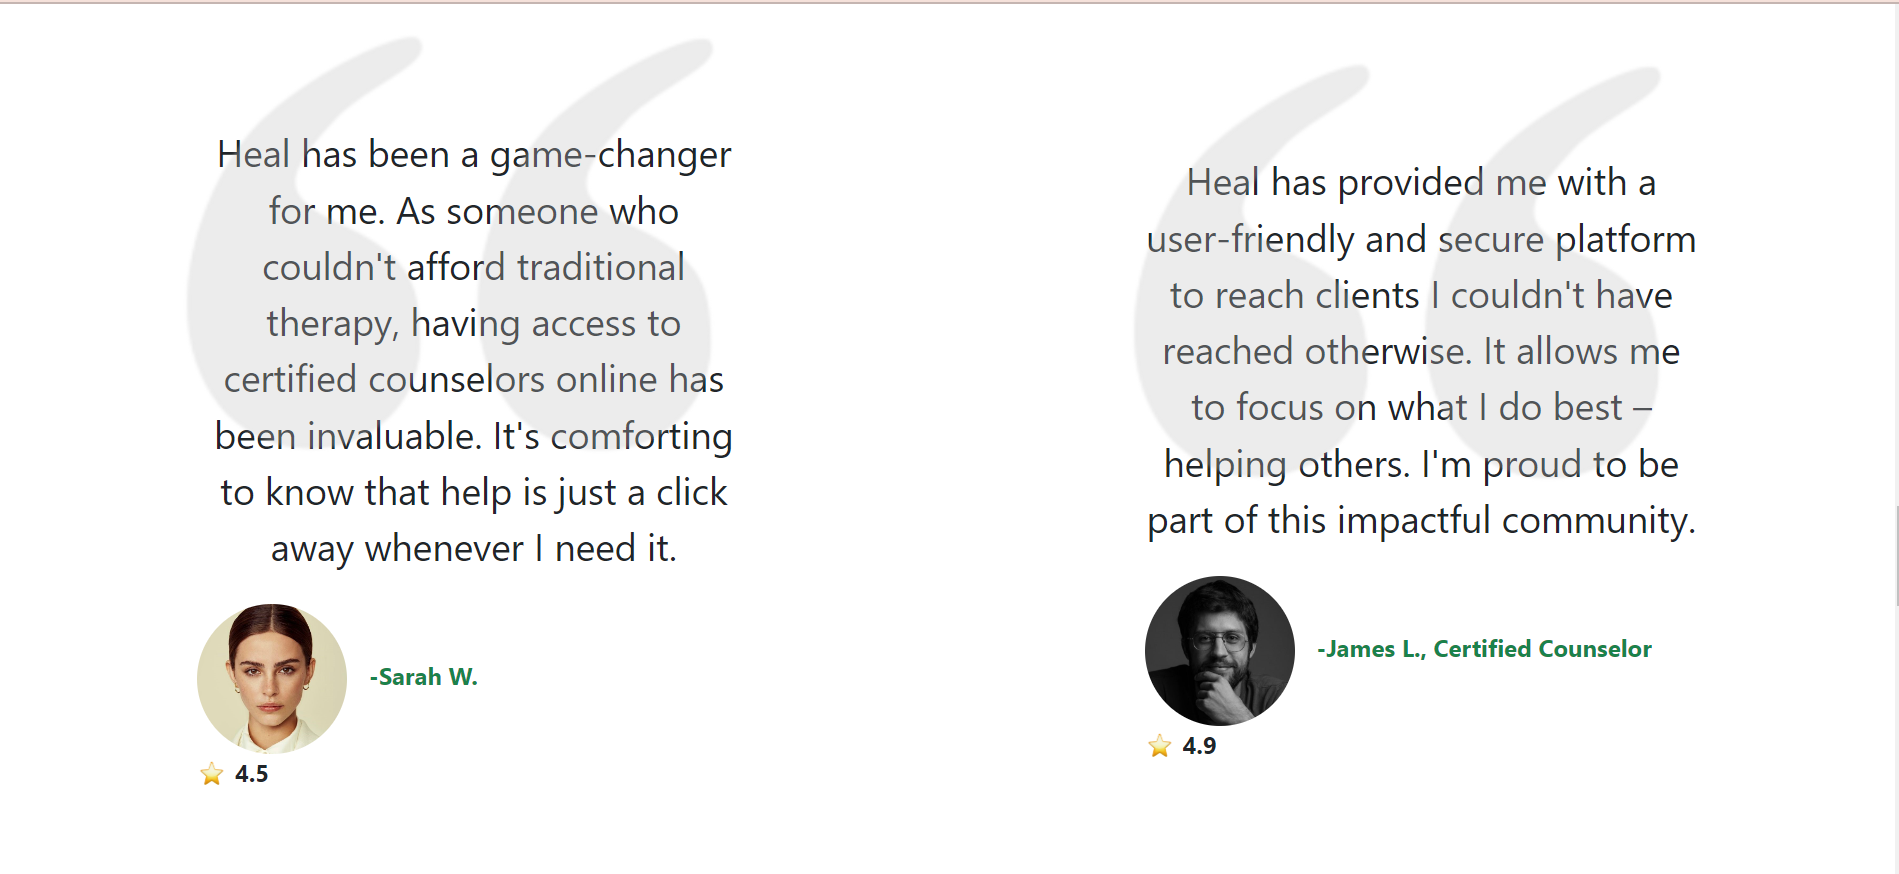 Heal has been a game-changer
for me. As someone who
couldn't afford traditional
therapy, having access to
certified counselors online has
been invaluable. It's comforting
to know that help is just a click
away whenever I need it.
-Sarah W.
⭐ 4.5
Heal has provided me with a
user-friendly and secure platform
to reach clients I couldn't have
reached otherwise. It allows me
to focus on what I do best –
helping others. I'm proud to be
part of this impactful community.
-James L., Certified Counselor
⭐ 4.9